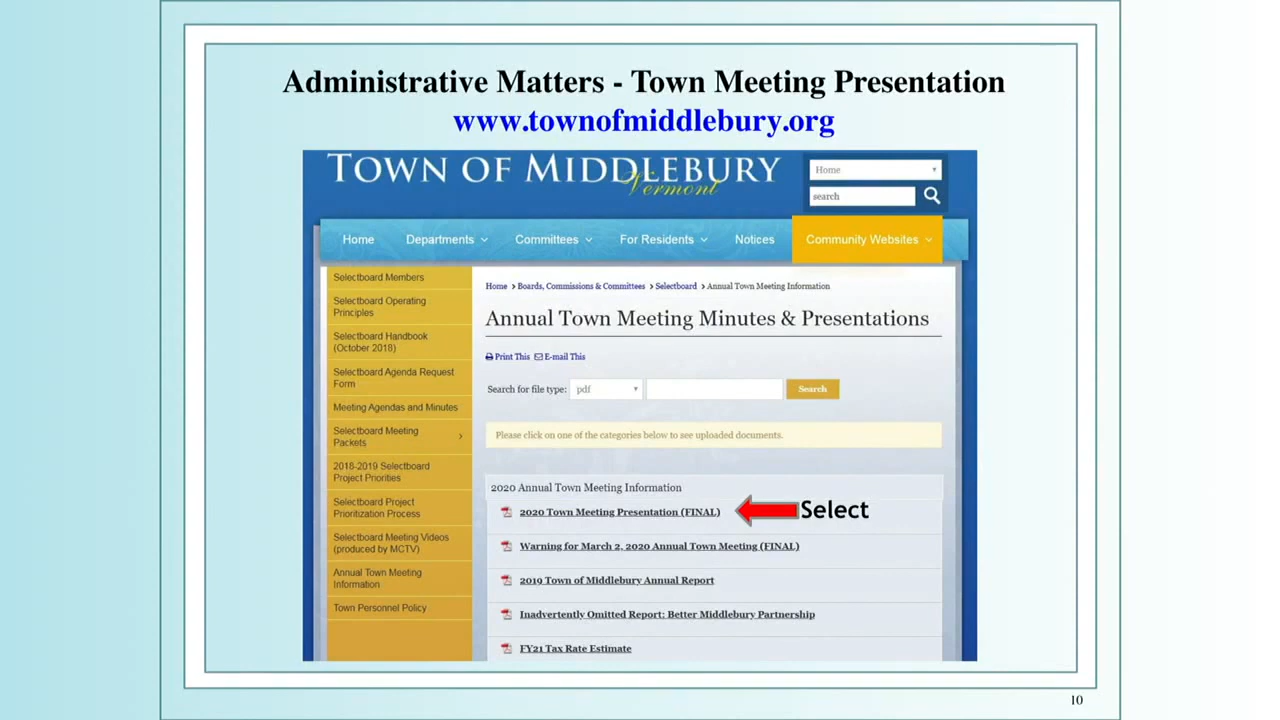 Administrative Matters - Town Meeting Presentation
www.townofmiddlebury.org
TOWN OF MIDDLEBURY
Vermont
Home
search
Home
Departments
Committees
For Residents
Notices
Community Websites
Selectboard Members
Selectboard Operating
Principles
Selectboard Handbook
(October 2018)
Selectboard Agenda Request
Form
Meeting Agendas and Minutes
Selectboard Meeting
Packets
2018-2019 Selectboard
Project Priorities
Selectboard Project
Prioritization Process
Selectboard Meeting Videos
(produced by MCTV)
Annual Town Meeting
Information
Town Personnel Policy
Home > Boards, Commissions & Committees > Selectboard > Annual Town Meeting Information
Annual Town Meeting Minutes & Presentations
Print This E-mail This
Search for file type: pdf Search
Please click on one of the categories below to see uploaded documents.
2020 Annual Town Meeting Information
2020 Town Meeting Presentation (FINAL)
Select
Warning for March 2, 2020 Annual Town Meeting (FINAL)
2019 Town of Middlebury Annual Report
Inadvertently Omitted Report: Better Middlebury Partnership
FY21 Tax Rate Estimate
10